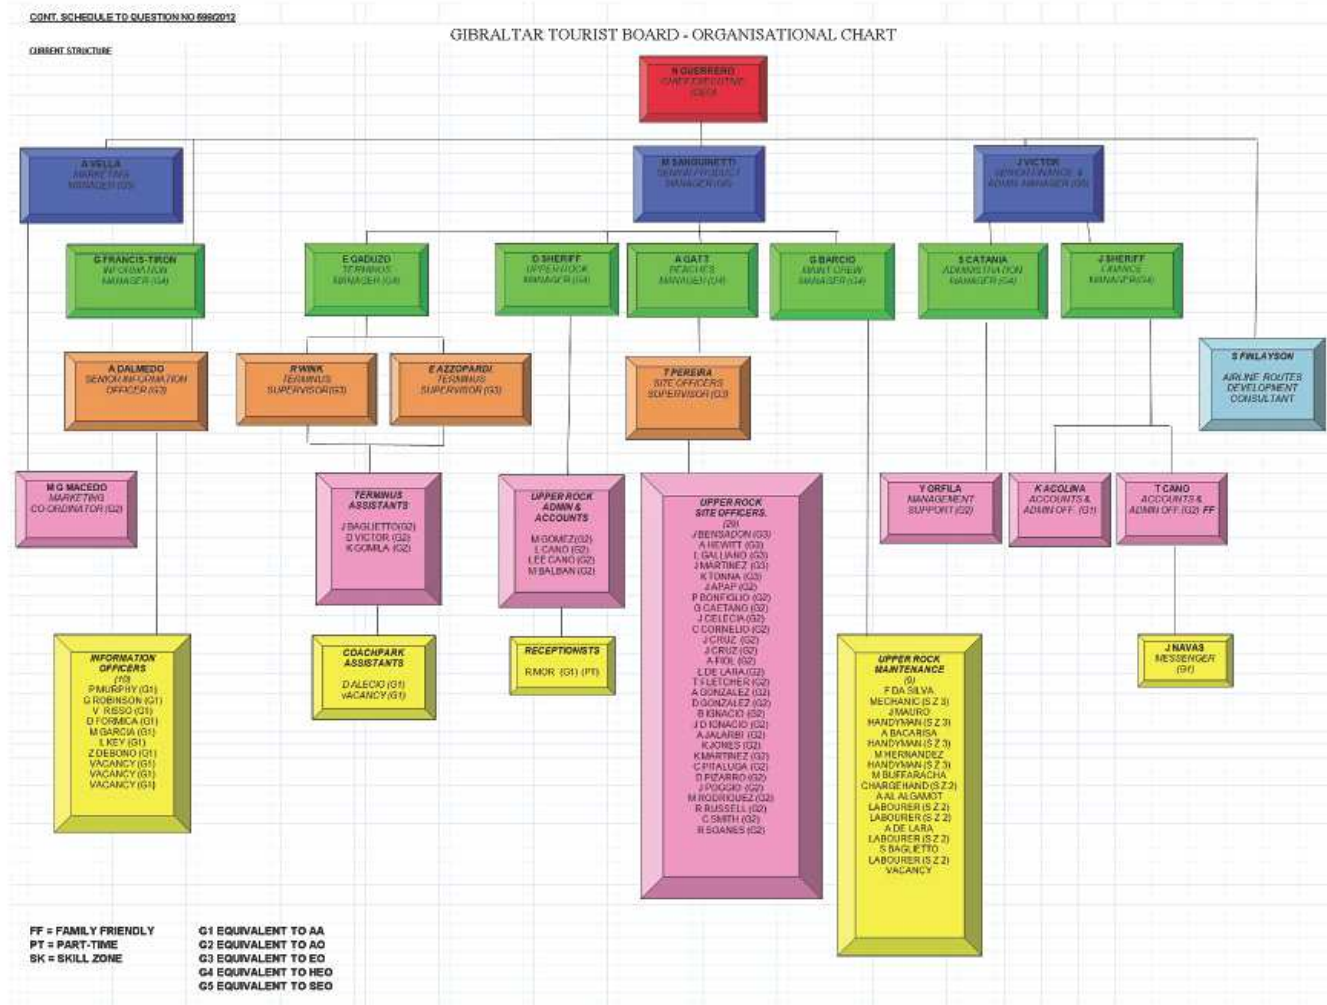 CONT. SCHEDULE TO QUESTION NO 599/2012
GIBRALTAR TOURIST BOARD - ORGANISATIONAL CHART
CURRENT STRUCTURE
N GUERRERO
CHIEF EXECUTIVE
A VELLA
MARKETING
MANAGER (G5)
M SANGUINETTI
SENIOR PRODUCT
MANAGER (G5)
J VICTOR
SENIOR FINANCE &
ADMIN. MANAGER (G5)
G FRANCIS-TIRON
INFORMATION
MANAGER (G4)
E GADUZO
TERMINUS
MANAGER (G4)
D SHERIFF
UPPER ROCK
MANAGER (G4)
A GATT
BEACHES
MANAGER (G4)
G BARCIO
MAINT CREW
MANAGER (G4)
S CATANIA
ADMINISTRATION
MANAGER (G4)
J SHERIFF
FINANCE
MANAGER(G4)
A DALMEDO
SENIOR INFORMATION
OFFICER (G3)
R WINK
TERMINUS
SUPERVISOR(G3)
E AZZOPARDI
TERMINUS
SUPERVISOR (G3)
T PEREIRA
SITE OFFICERS
SUPERVISOR (G3)
S FINLAYSON
AIRLINE ROUTES
DEVELOPMENT
CONSULTANT
M G MACEDO
MARKETING
CO-ORDINATOR (G2)
TERMINUS
ASSISTANTS
J BAGLIETTO(G2)
D VICTOR (G2)
K GOMILA (G2)
UPPER ROCK
ADMIN &
ACCOUNTS
M GOMEZ(G2)
L CANO (G2)
LEE CANO (G2)
M BALBAN (G2)
UPPER ROCK
SITE OFFICERS.
(29)
J BENSADON (G3)
A HEWITT (G3)
L GALLIANO (G3)
J MARTINEZ (G3)
K TONNA (G3)
J APAP (G2)
P BONFIGLIO (G2)
G CAETANO (G2)
J CELECIA (G2)
C CORNELIO (G2)
J CRUZ (G2)
J CRUZ (G2)
A FIOL (G2)
L DE LARA (G2)
T FLETCHER (G2)
A GONZALEZ (G2)
D GONZALEZ (G2)
B IGNACIO (G2)
J D IGNACIO (G2)
A JALARBI (G2)
K JONES (G2)
K MARTINEZ (G2)
C PITALUGA (G2)
D PIZARRO (G2)
J POGGIO (G2)
M RODRIQUEZ (G2)
R RUSSELL (G2)
C SMITH (G2)
R SOANES (G2)
Y ORFILA
MANAGEMENT
SUPPORT (G2)
K ACOLINA
ACCOUNTS &
ADMIN OFF. (G1)
T CANO
ACCOUNTS &
ADMIN OFF. (G2) FF
INFORMATION
OFFICERS
(10)
P MURPHY (G1)
G ROBINSON (G1)
V RISSO (G1)
D FORMICA (G1)
M GARCIA (G1)
L KEY (G1)
Z DEBONO (G1)
VACANCY (G1)
VACANCY (G1)
VACANCY (G1)
COACHPARK
ASSISTANTS
D ALECIO (G1)
vACANCY (G1)
RECEPTIONISTS
R MOR (G1) (PT)
UPPER ROCK
MAINTENANCE
(9)
F DA SILVA
MECHANIC (S Z 3)
J MAURO
HANDYMAN (S Z 3)
A BACARISA
HANDYMAN (S Z 3)
M HERNANDEZ
HANDYMAN (S Z 3)
M BUFFARACHA
CHARGEHAND (S Z 2)
A AL ALGAMOT
LABOURER (S Z 2)
LABOURER (S Z 2)
A DE LARA
LABOURER (S Z 2)
S BAGLIETTO
LABOURER (S Z 2)
VACANCY
J NAVAS
MESSENGER
(G1)
FF = FAMILY FRIENDLY
PT = PART-TIME
SK = SKILL ZONE
G1 EQUIVALENT TO AA
G2 EQUIVALENT TO AO
G3 EQUIVALENT TO EO
G4 EQUIVALENT TO HEO
G5 EQUIVALENT TO SEO